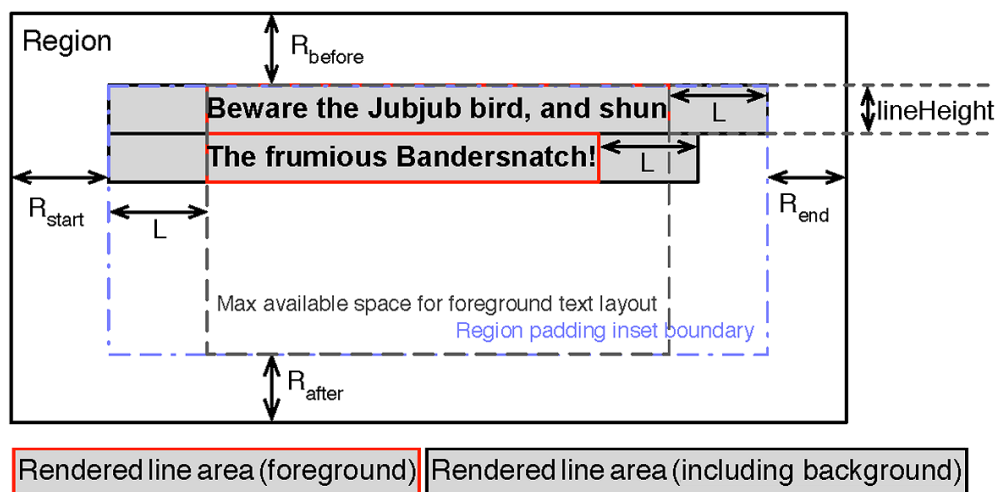 Region
R before
Beware the Jubjub bird, and shun
L
lineHeight
The frumious Bandersnatch!
L
R start
L
R end
Max available space for foreground text layout
Region padding inset boundary
R after
Rendered line area (foreground)
Rendered line area (including background)